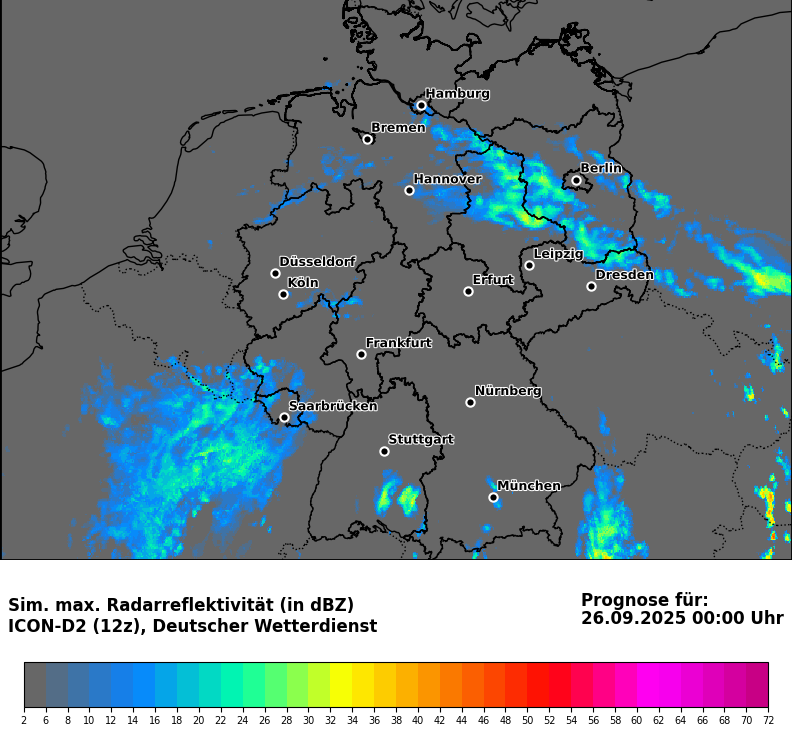 Hamburg
Bremen
Berlin
Hannover
Düsseldorf
Leipzig
Köln
Erfurt
Dresden
Frankfurt
Nürnberg
Saarbrücken
Stuttgart
München
Sim. max. Radarreflektivität (in dBZ)
ICON-D2 (12z), Deutscher Wetterdienst
Prognose für:
26.09.2025 00:00 Uhr
2 6 8 10 12 14 16 18 20 22 24 26 28 30 32 34 36 38 40 42 44 46 48 50 52 54 56 58 60 62 64 66 68 70 72